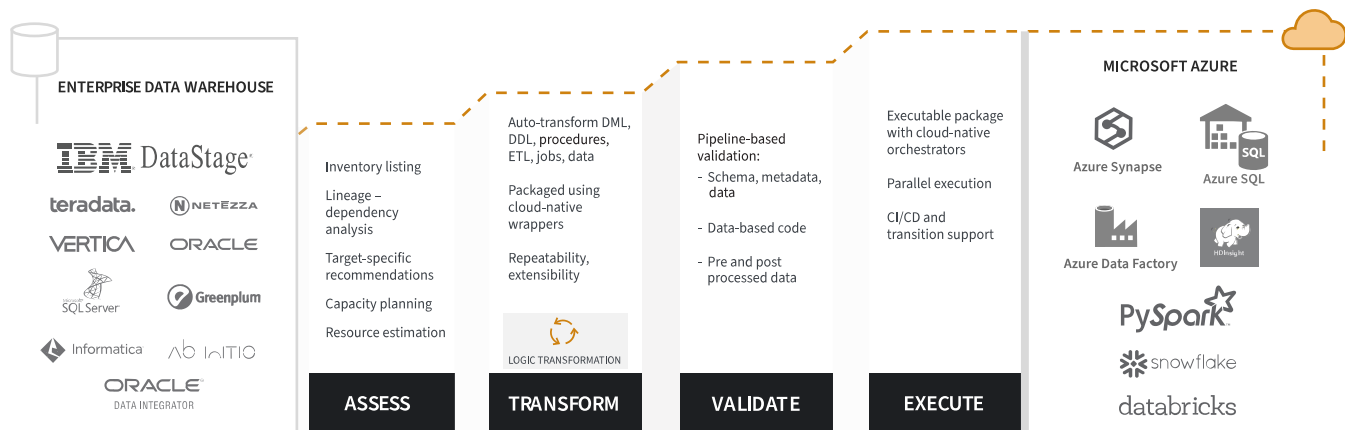 ENTERPRISE DATA WAREHOUSE
IBM DataStage
teradata.
NETEZZA
VERTICA
ORACLE
Microsoft
SQL Server
Greenplum
Informatica
Ab INITIO
ORACLE
DATA INTEGRATOR
Inventory listing
Lineage –
dependency
analysis
Target-specific
recommendations
Capacity planning
Resource estimation
ASSESS
Auto-transform DML,
DDL, procedures,
ETL, jobs, data
Packaged using
cloud-native
wrappers
Repeatability,
extensibility
LOGIC TRANSFORMATION
TRANSFORM
Pipeline-based
validation:
- Schema, metadata,
data
- Data-based code
- Pre and post
processed data
VALIDATE
Executable package
with cloud-native
orchestrators
Parallel execution
CI/CD and
transition support
EXECUTE
MICROSOFT AZURE
Azure Synapse
SQL
Azure SQL
Azure Data Factory
HDInsight
PySpark
snowflake
databricks